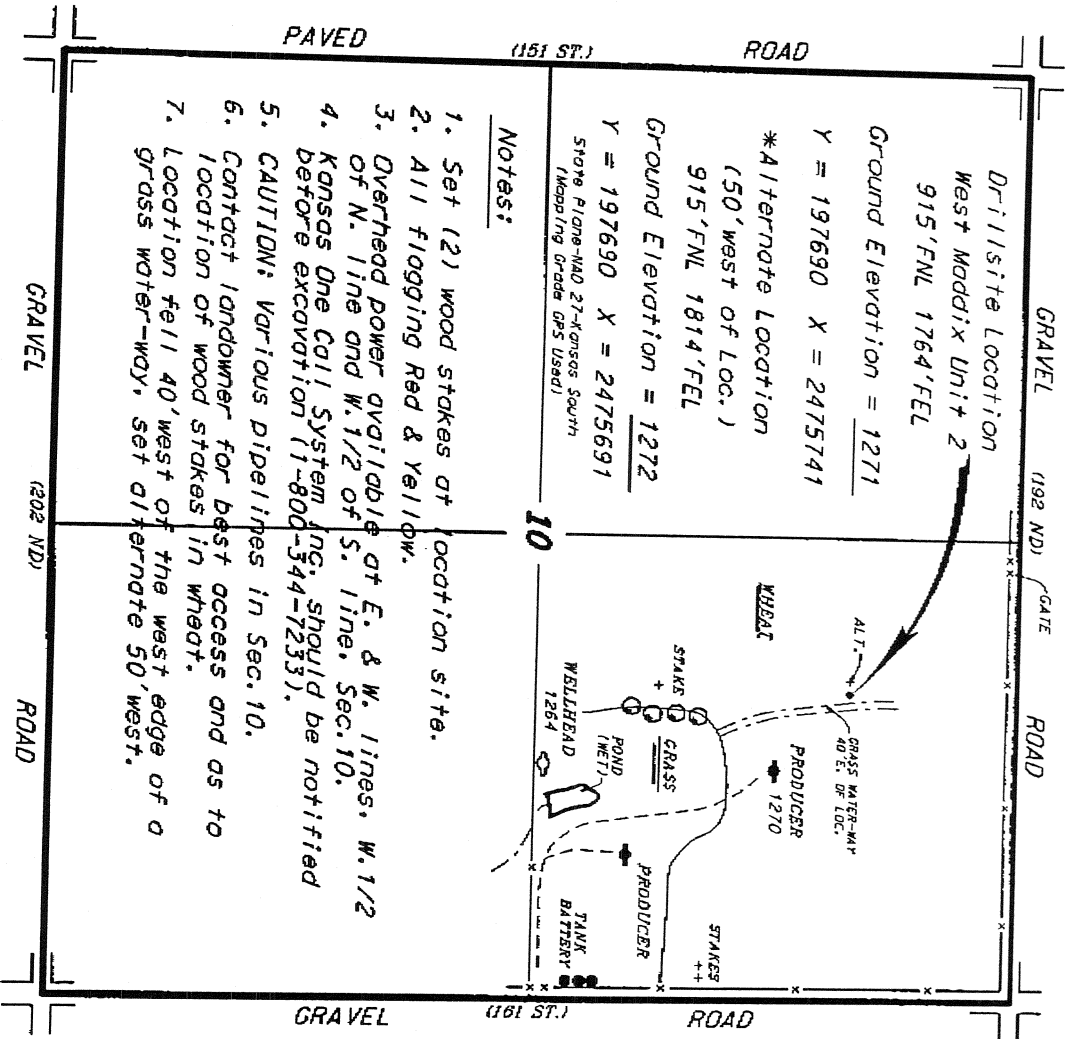 GRAVEL (192 ND) ROAD
GATE
Drillsite Location
West Maddix Unit 2
915'FNL 1764'FEL
Ground Elevation = 1271
Y = 197690 X = 2475741
*Alternate Location
(50' west of Loc.)
915'FNL 1814'FEL
Ground Elevation = 1272
Y = 197690 X = 2475691
State Plane-NAD 27-Kansas South
(Mapping Grade GPS Used)
ALT.
GRASS WATER-WAY
40'E. OF LOC.
WHEAT
PRODUCER
1270
STAKE
GRASS
STAKES
PRODUCER
POND
(WET)
WELLHEAD
1264
TANK
BATTERY
10
PAVED (151 ST.) ROAD
GRAVEL (161 ST.) ROAD
Notes:
1. Set (2) wood stakes at location site.
2. All flagging Red & Yellow.
3. Overhead power available at E. & W. lines, W.1/2
of N. line and W.1/2 of S. line, Sec.10.
4. Kansas One Call System Inc. should be notified
before excavation (1-800-344-7233).
5. CAUTION: Various pipelines in Sec.10.
6. Contact landowner for best access and as to
location of wood stakes in wheat.
7. Location fell 40'west of the west edge of a
grass water-way, set alternate 50'west.
GRAVEL (202 ND) ROAD